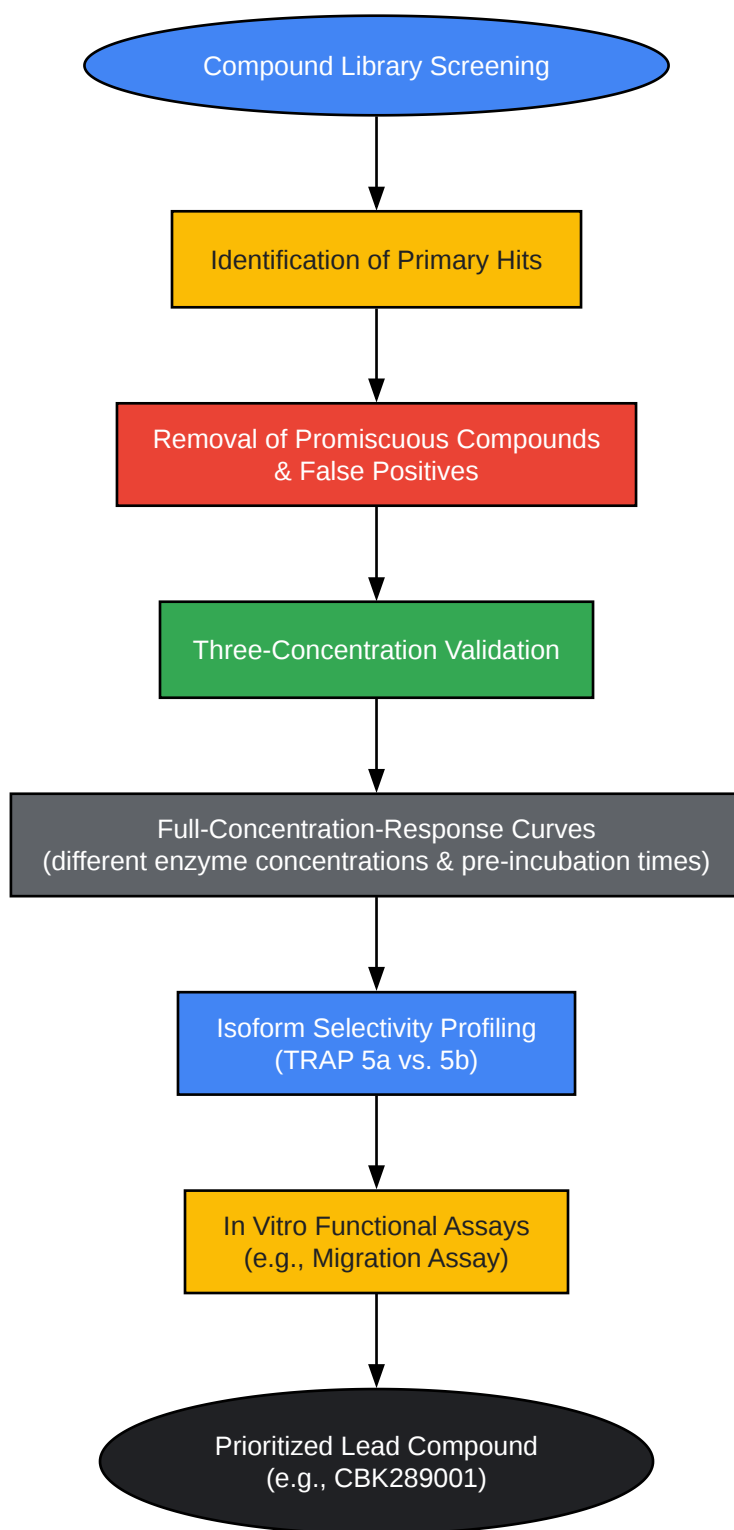 Compound Library Screening
Identification of Primary Hits
Removal of Promiscuous Compounds
& False Positives
Three-Concentration Validation
Full-Concentration-Response Curves
(different enzyme concentrations & pre-incubation times)
Isoform Selectivity Profiling
(TRAP 5a vs. 5b)
In Vitro Functional Assays
(e.g., Migration Assay)
Prioritized Lead Compound
(e.g., CBK289001)